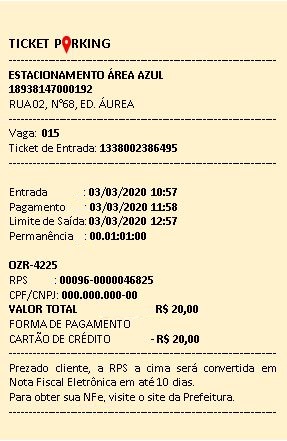 TICKET PARKING
ESTACIONAMENTO ÁREA AZUL
18938147000192
RUA 02, N°68, ED. ÁUREA
Vaga: 015
Ticket de Entrada: 1338002386495
Entrada : 03/03/2020 10:57
Pagamento : 03/03/2020 11:58
Limite de Saída: 03/03/2020 12:57
Permanência : 00.01:01:00
OZR-4225
RPS : 00096-0000046825
CPF/CNPJ: 000.000.000-00
VALOR TOTAL R$ 20,00
FORMA DE PAGAMENTO
CARTÃO DE CRÉDITO - R$ 20,00
Prezado cliente, a RPS a cima será convertida em
Nota Fiscal Eletrônica em até 10 dias.
Para obter sua NFe, visite o site da Prefeitura.